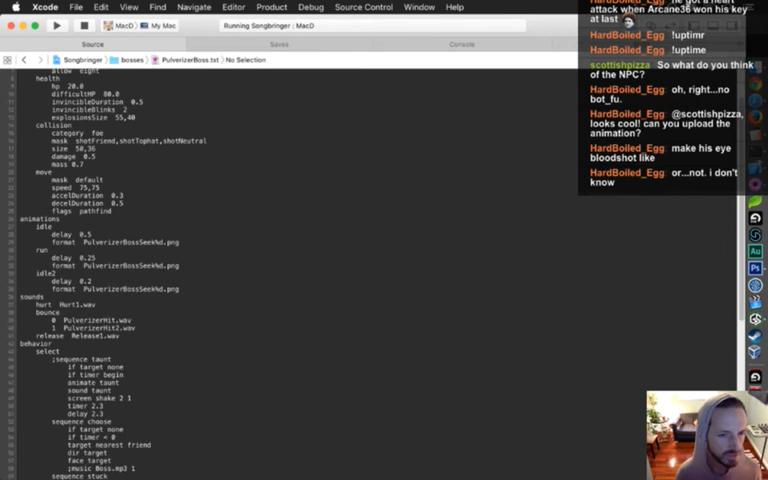 Xcode File Edit View Find Navigate Editor Product Debug Source Control Window Help
MacD My Mac
Running Songbringer : MacD
Source Saves Console
Songbringer bosses PulverizerBoss.txt No Selection
allow eight
health
hp 20.0
difficultHP 80.0
invincibleDuration 0.5
invincibleBlinks 2
explosionsSize 55,40
collision
category foe
mask shotFriend,shotTophat,shotNeutral
size 50,36
damage 0.5
mass 0.7
move
mask default
speed 75,75
accelDuration 0.3
decelDuration 0.5
flags pathfind
animations
idle
delay 0.5
format PulverizerBossSeek%d.png
run
delay 0.25
format PulverizerBossSeek%d.png
idle2
delay 0.2
format PulverizerBossSeek%d.png
sounds
hurt Hurt1.wav
bounce
0 PulverizerHit.wav
1 PulverizerHit2.wav
release Release1.wav
behavior
select
;sequence taunt
if target none
if timer begin
animate taunt
sound taunt
screen shake 2 1
timer 2.3
delay 2.3
sequence choose
if target none
if timer < 0
target nearest friend
dir target
face target
;music Boss.mp3 1
sequence stuck
attack when Arcane36 won his key
at last
HardBoiled_Egg !uptimr
HardBoiled_Egg !uptime
scottishpizza So what do you think
of the NPC?
HardBoiled_Egg oh, right...no
bot_fu.
HardBoiled_Egg @scottishpizza,
looks cool! can you upload the
animation?
HardBoiled_Egg make his eye
bloodshot like
HardBoiled_Egg or...not. i don't
know
Au
Ps